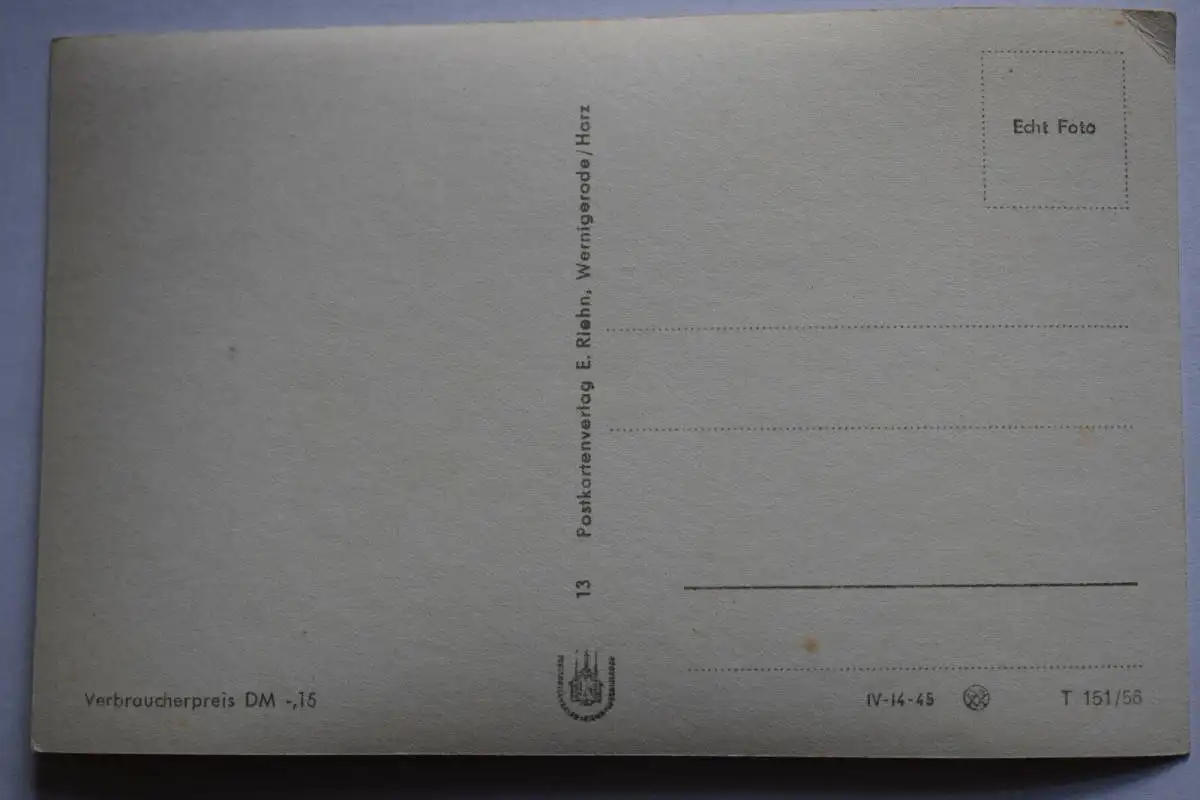 Echt Foto
13 Postkartenverlag E. Riehn, Wernigerode/Harz
Verbraucherpreis DM -,15
IV-14-45
T 151/56